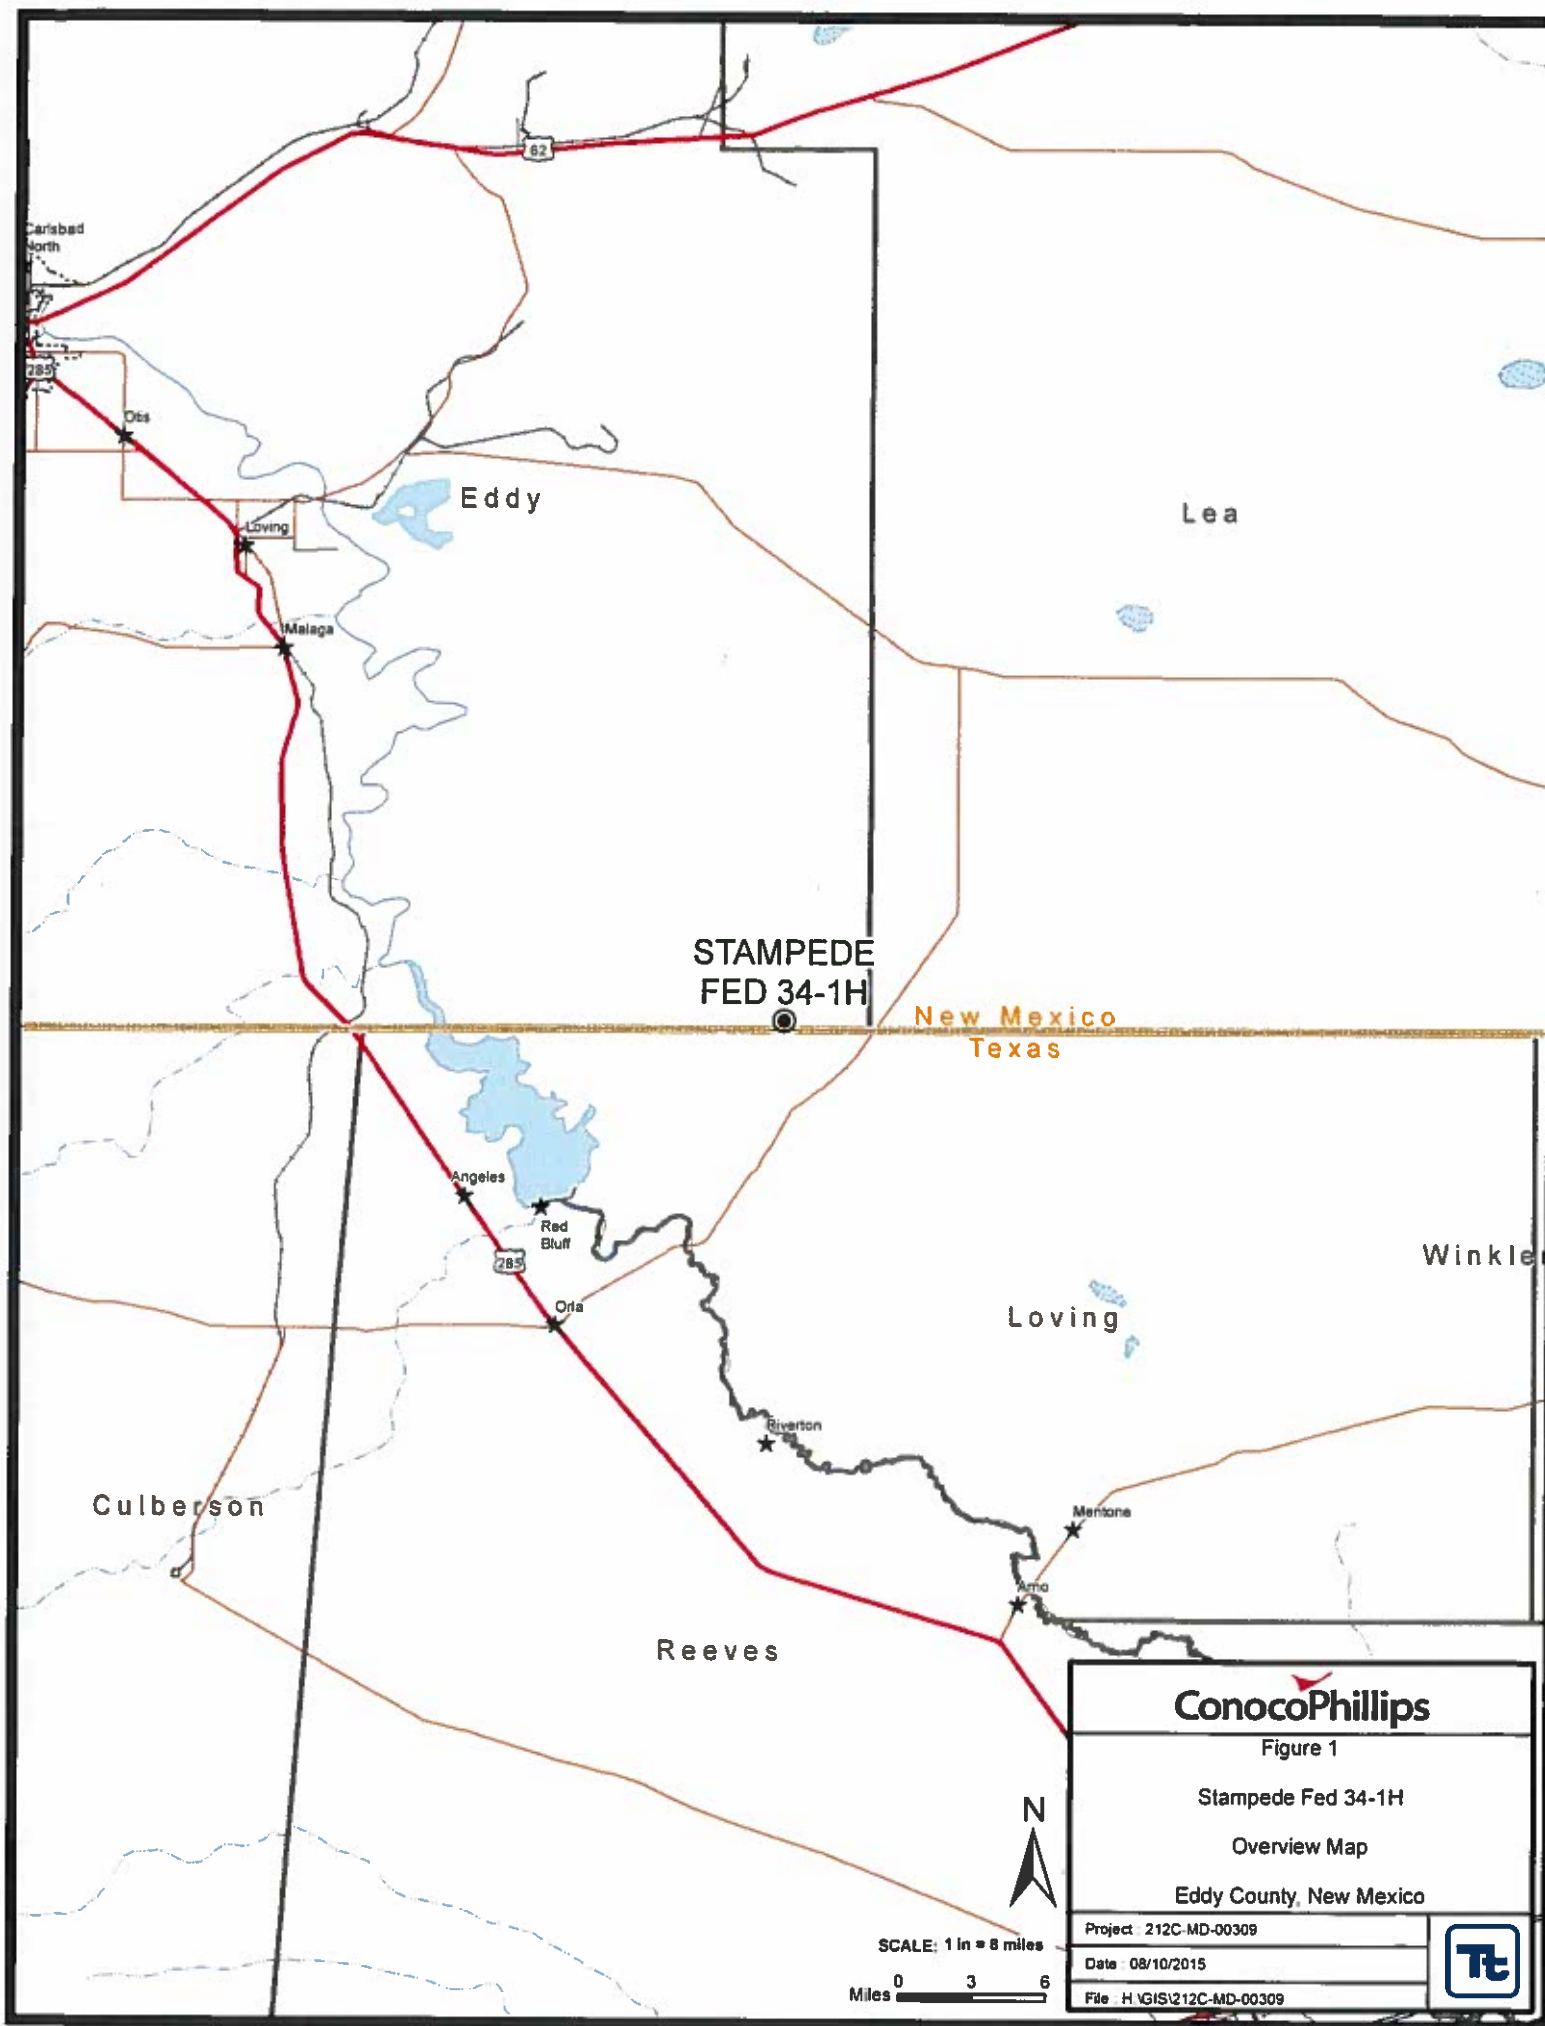 62
Carlsbad
North
285
Otis
Eddy
Lea
Loving
Malaga
STAMPEDE
FED 34-1H
New Mexico
Texas
Angeles
Red
Bluff
285
Winkler
Orla
Loving
Riverton
Culberson
Mentone
Arno
Reeves
ConocoPhillips
Figure 1
Stampede Fed 34-1H
Overview Map
Eddy County, New Mexico
N
SCALE: 1 in = 8 miles
Miles 0 3 6
Project : 212C-MD-00309
Date : 08/10/2015
File : H:\GIS\212C-MD-00309
Tt